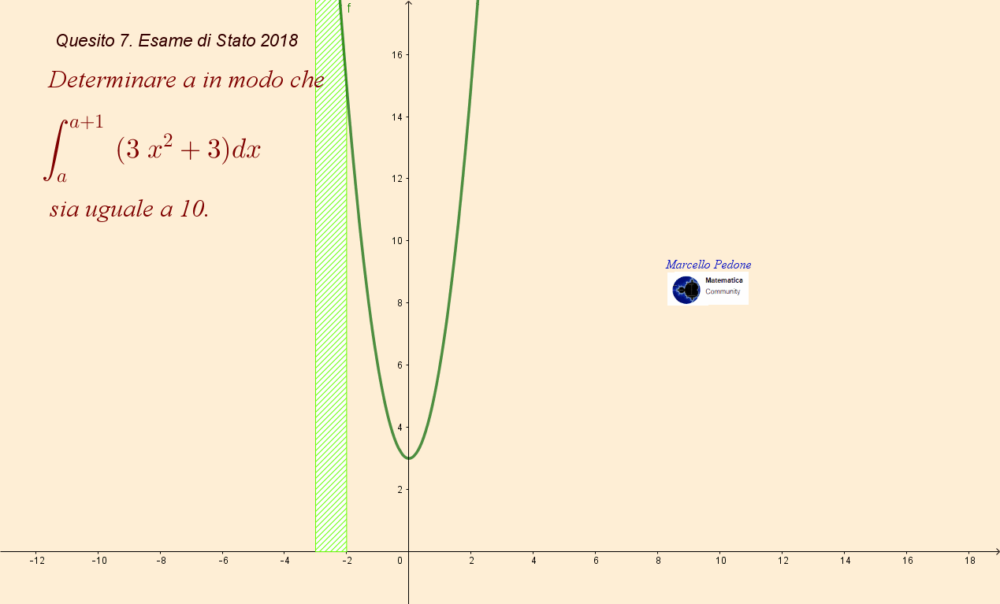 f
Quesito 7. Esame di Stato 2018
Determinare a in modo che
∫ₐᵃ⁺¹ (3 x² + 3)dx
sia uguale a 10.
Marcello Pedone
Matematica
Community
16
14
12
10
8
6
4
2
-12 -10 -8 -6 -4 -2 0 2 4 6 8 10 12 14 16 18